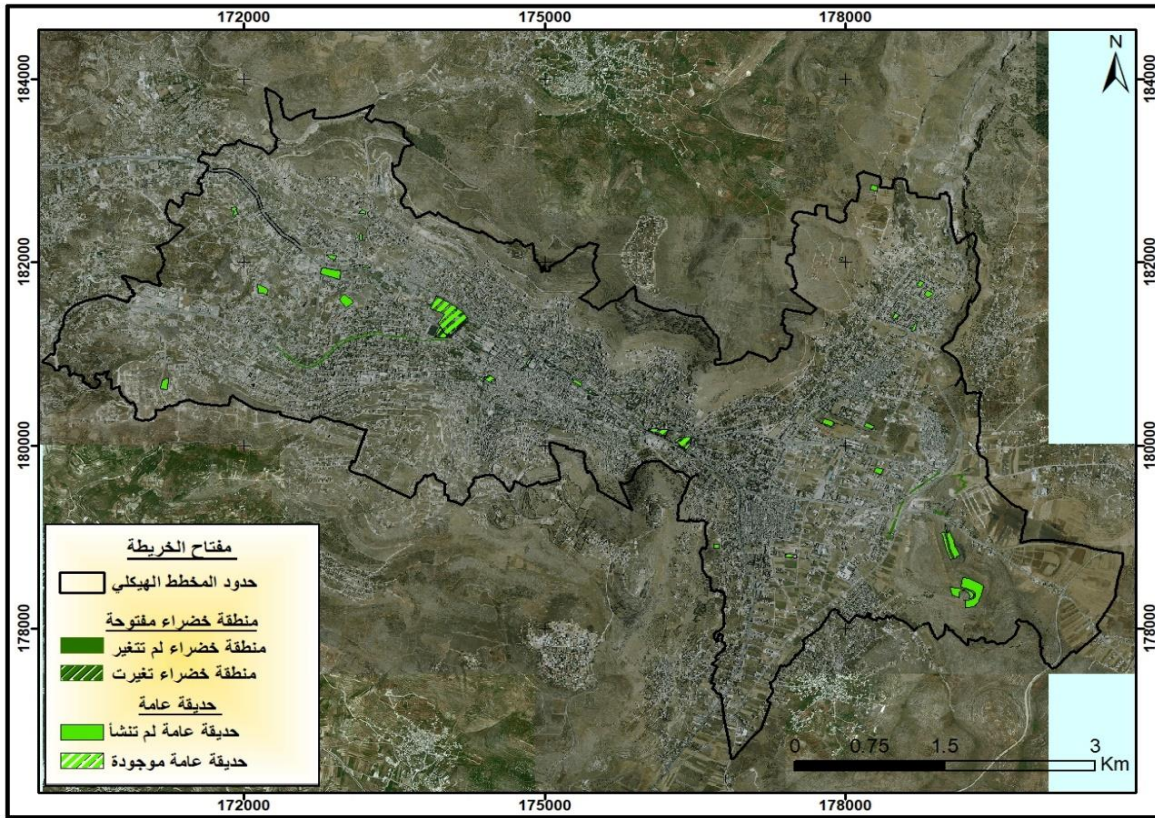 172000 175000 178000
184000 184000
182000 182000
180000 180000
178000 178000
N
مفتاح الخريطة
حدود المخطط الهيكلي
منطقة خضراء مفتوحة
منطقة خضراء لم تتغير
منطقة خضراء تغيرت
حديقة عامة
حديقة عامة لم تنشأ
حديقة عامة موجودة
0 0.75 1.5 3
Km
172000 175000 178000